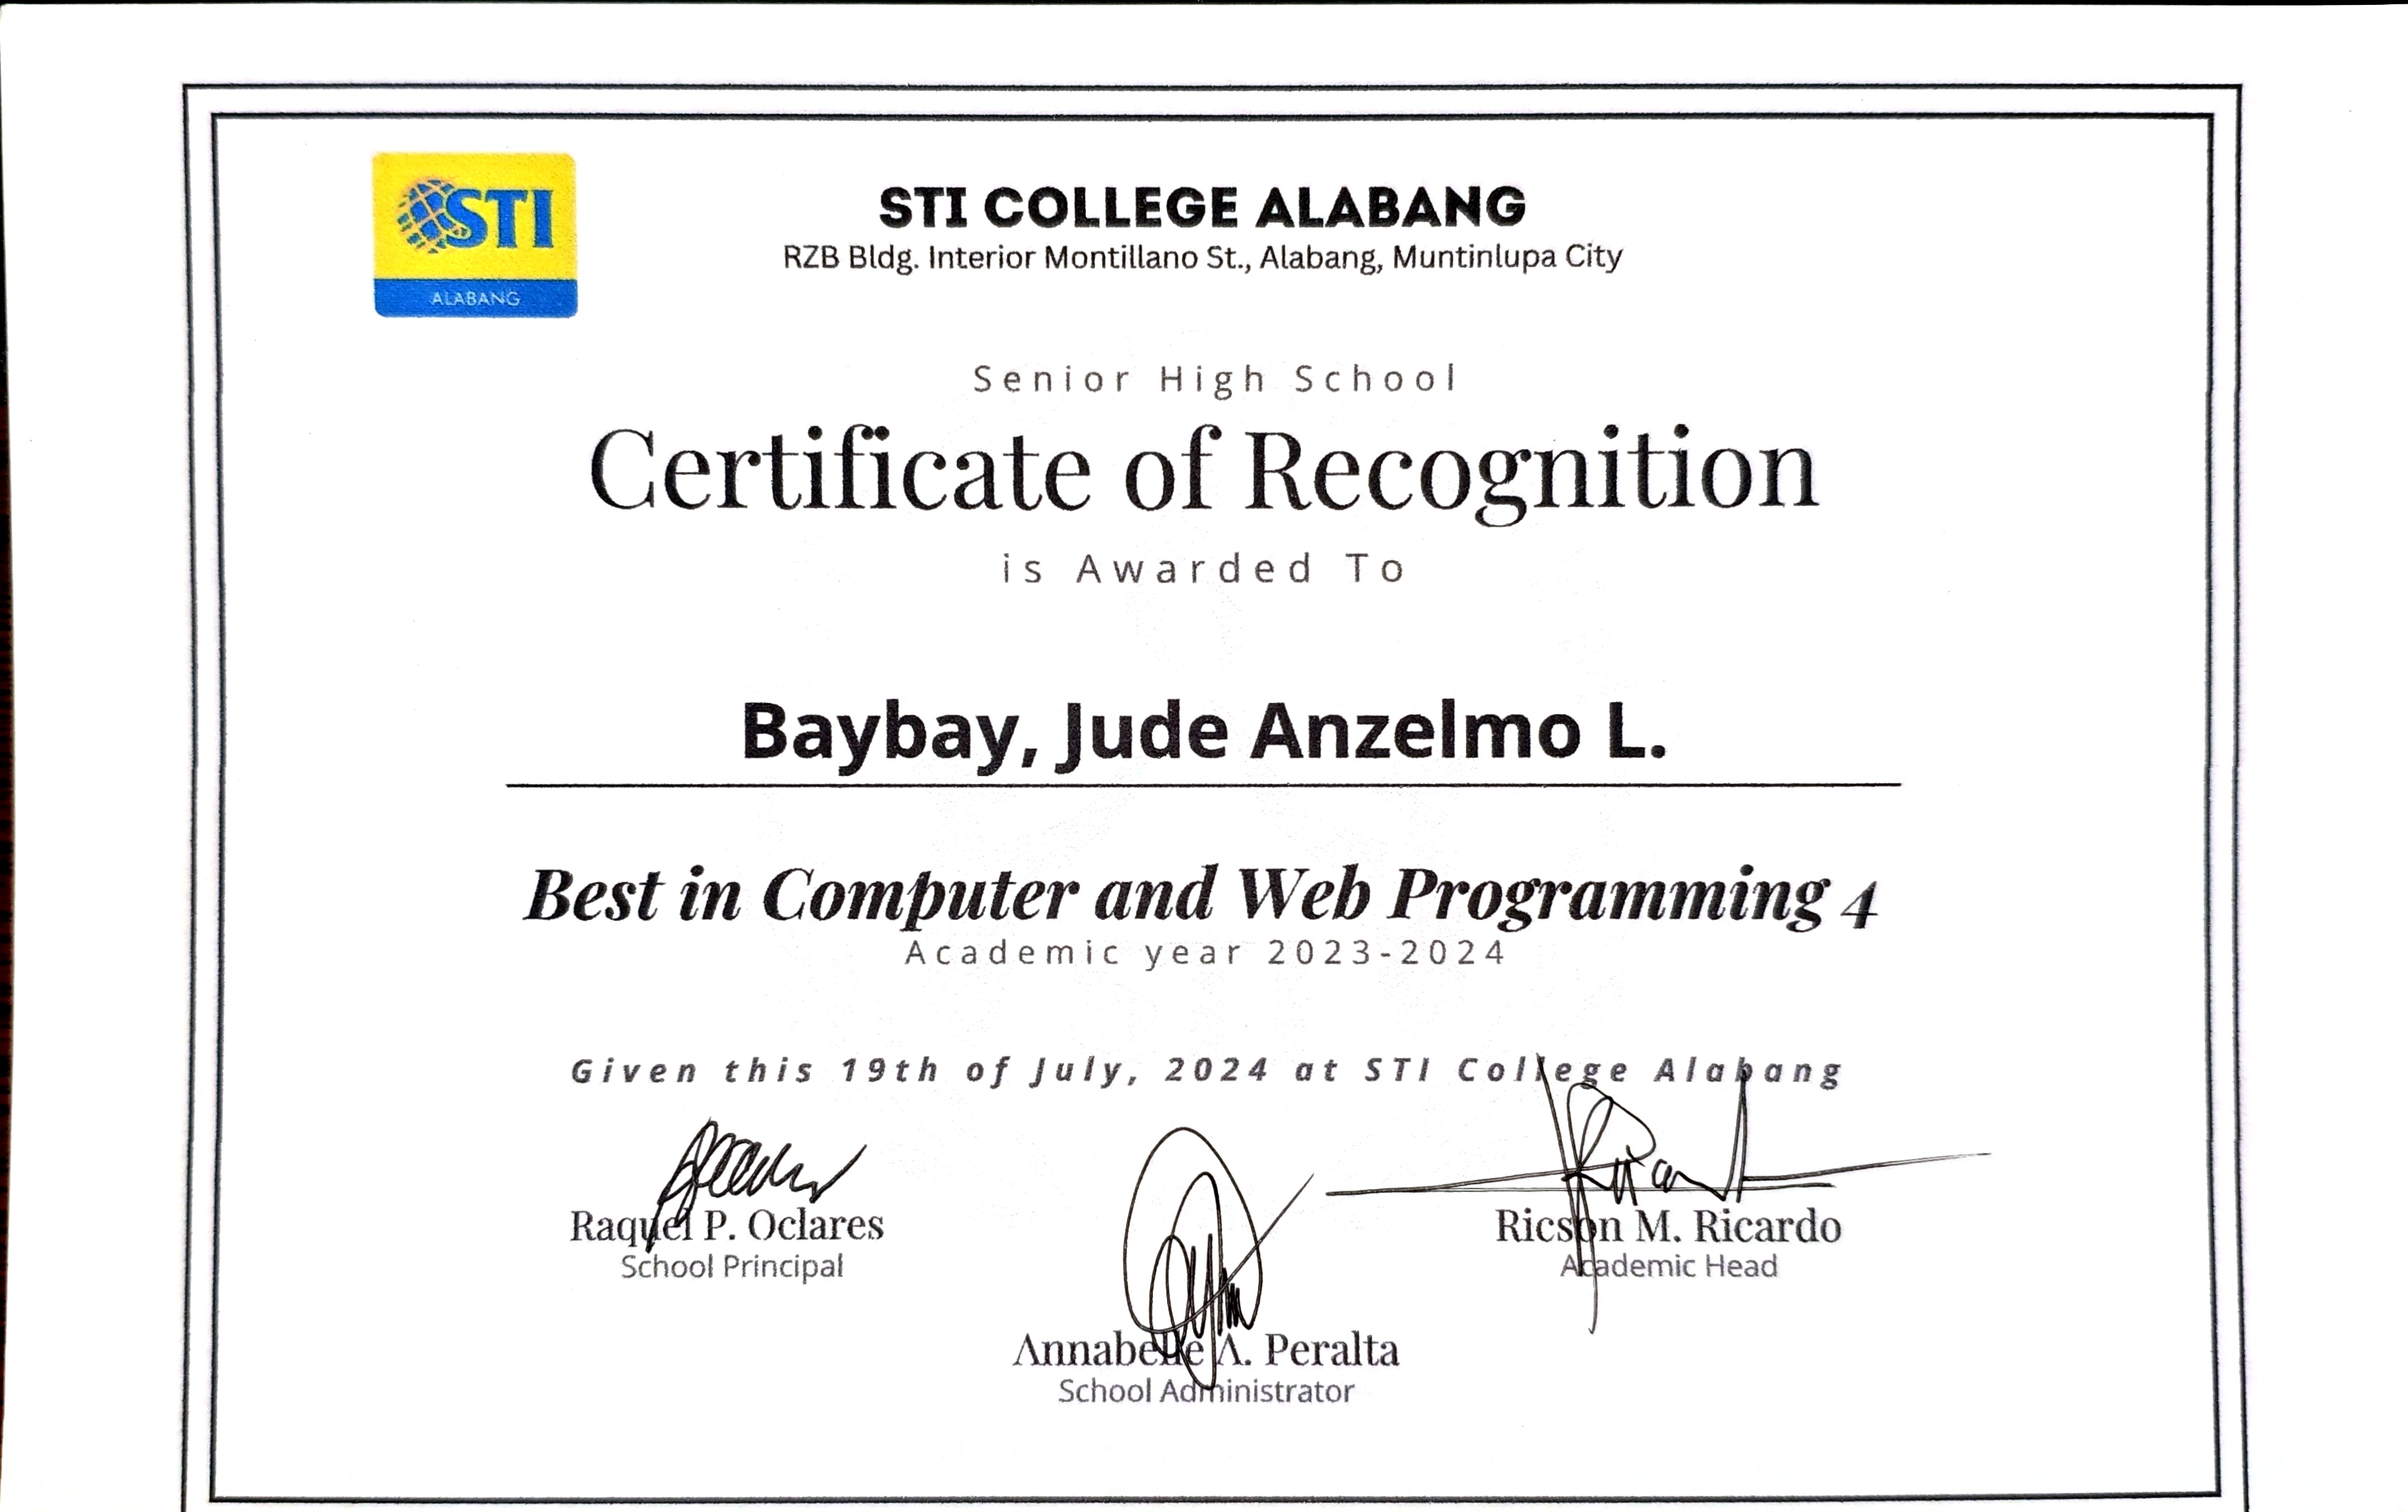 STI
ALABANG
STI COLLEGE ALABANG
RZB Bldg. Interior Montillano St., Alabang, Muntinlupa City
Senior High School
Certificate of Recognition
is Awarded To
Baybay, Jude Anzelmo L.
Best in Computer and Web Programming 4
Academic year 2023-2024
Given this 19th of July, 2024 at STI College Alabang
Raquel P. Oclares
School Principal
Ricson M. Ricardo
Academic Head
Annabelle A. Peralta
School Administrator